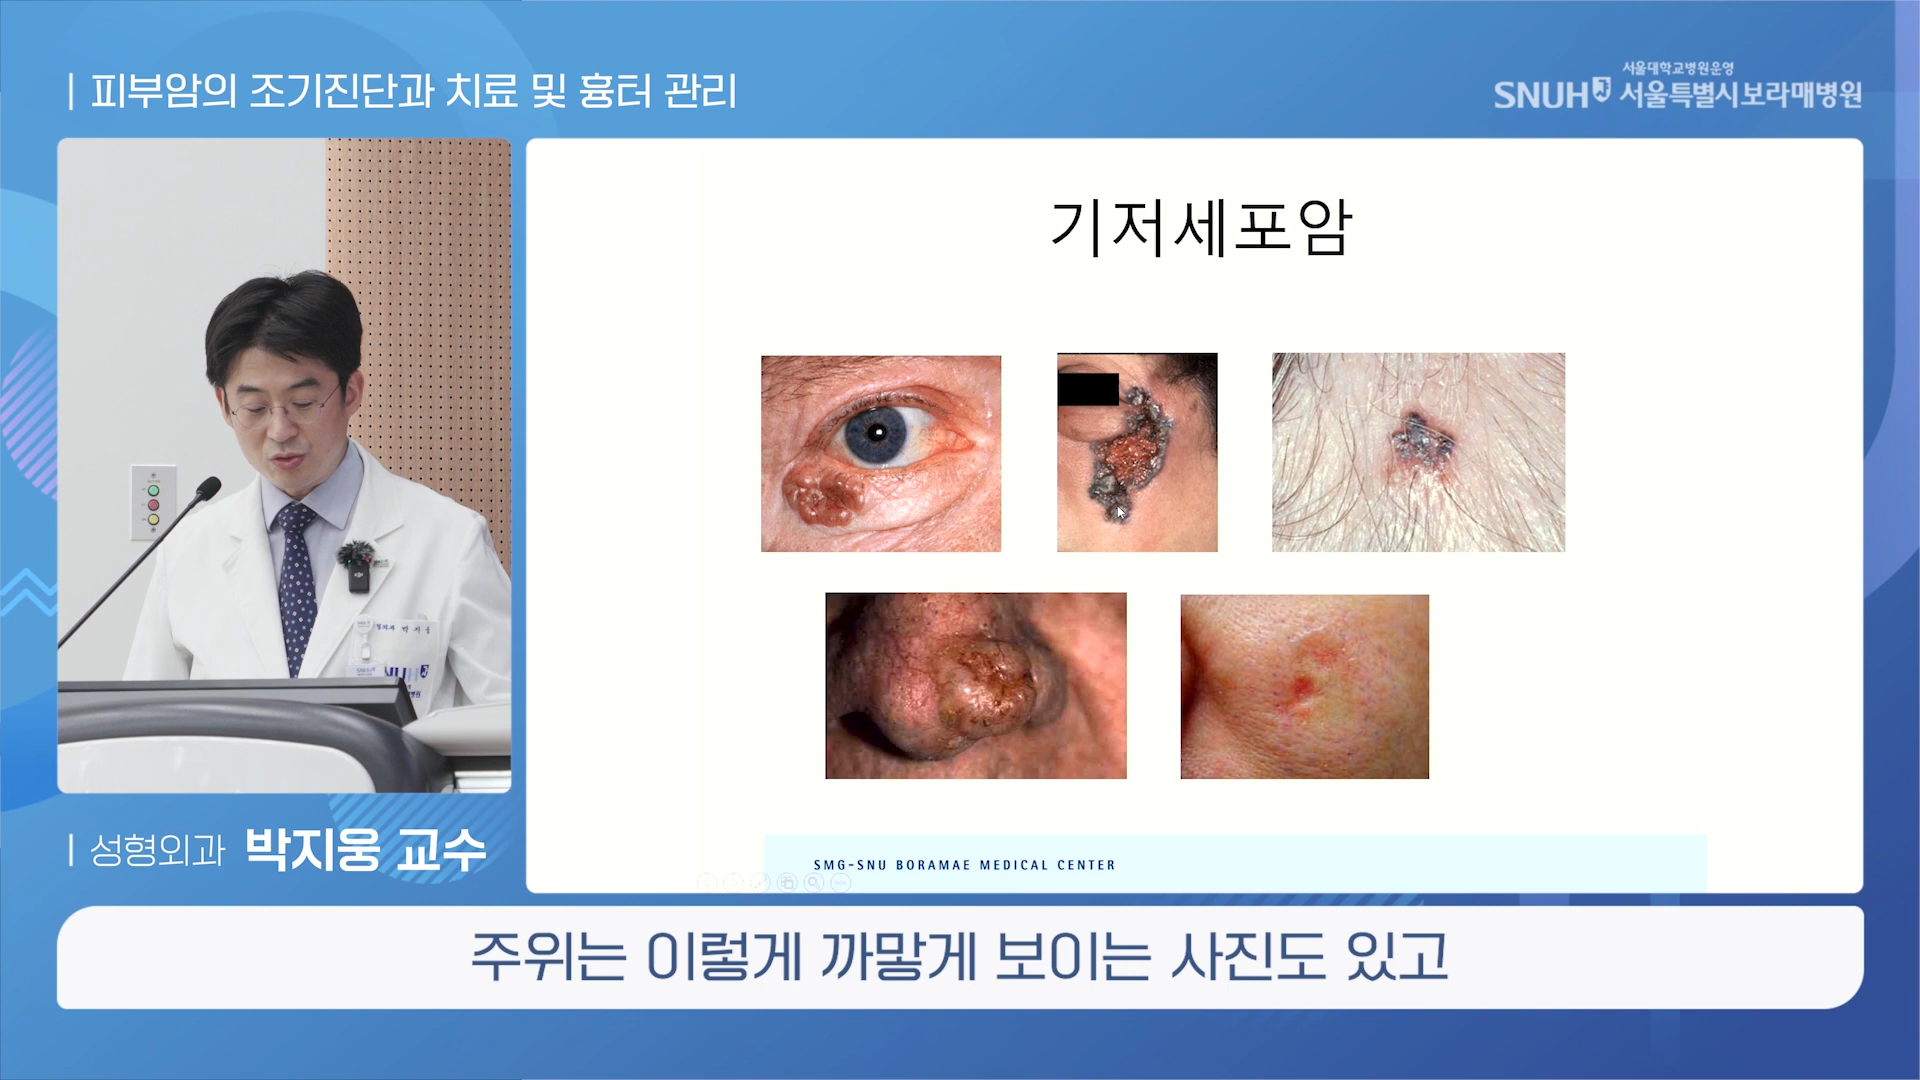 피부암의 조기진단과 치료 및 흉터 관리
서울대학교병원운영
SNUH 서울특별시보라매병원
기저세포암
박지웅
SMG-SNU BORAMAE MEDICAL CENTER
성형외과 박지웅 교수
주위는 이렇게 까맣게 보이는 사진도 있고